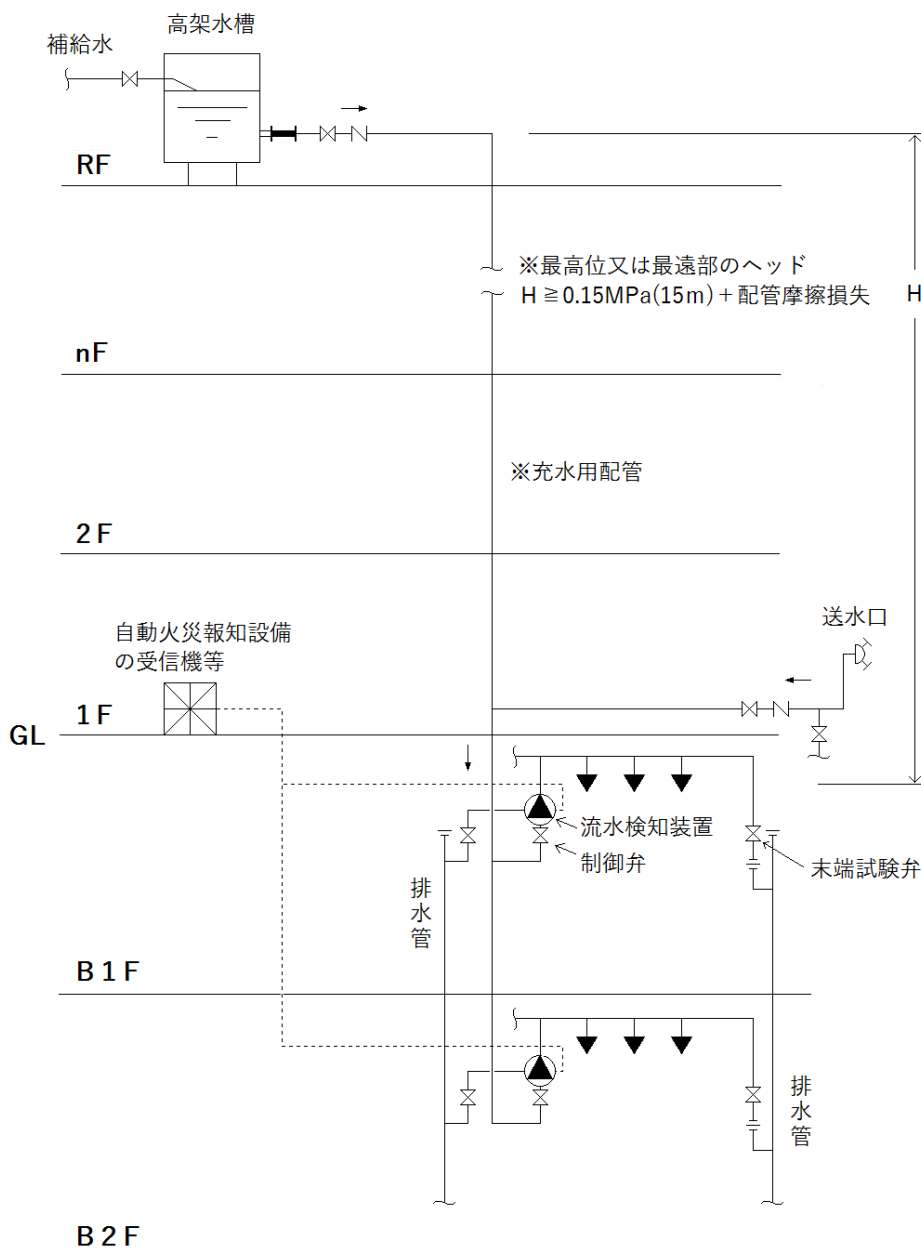 高架水槽
補給水
RF
※最高位又は最遠部のヘッド
H ≧0.15MPa(15m)＋配管摩擦損失
H
nF
※充水用配管
2F
送水口
自動火災報知設備
の受信機等
1F
GL
流水検知装置
制御弁
末端試験弁
排水管
B1F
排水管
B2F